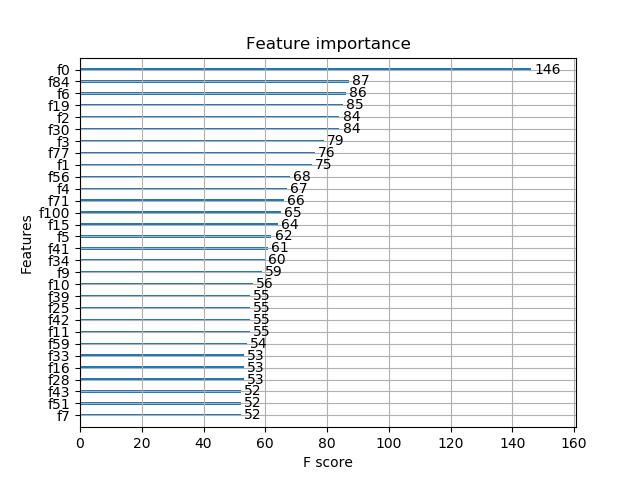 Feature importance
f0 146
f84 87
f6 86
f19 85
f2 84
f30 84
f3 79
f77 76
f1 75
f56 68
f4 67
f71 66
f100 65
f15 64
f5 62
f41 61
f34 60
f9 59
f10 56
f39 55
f25 55
f42 55
f11 55
f59 54
f33 53
f16 53
f28 53
f43 52
f51 52
f7 52
Features
0 20 40 60 80 100 120 140 160
F score